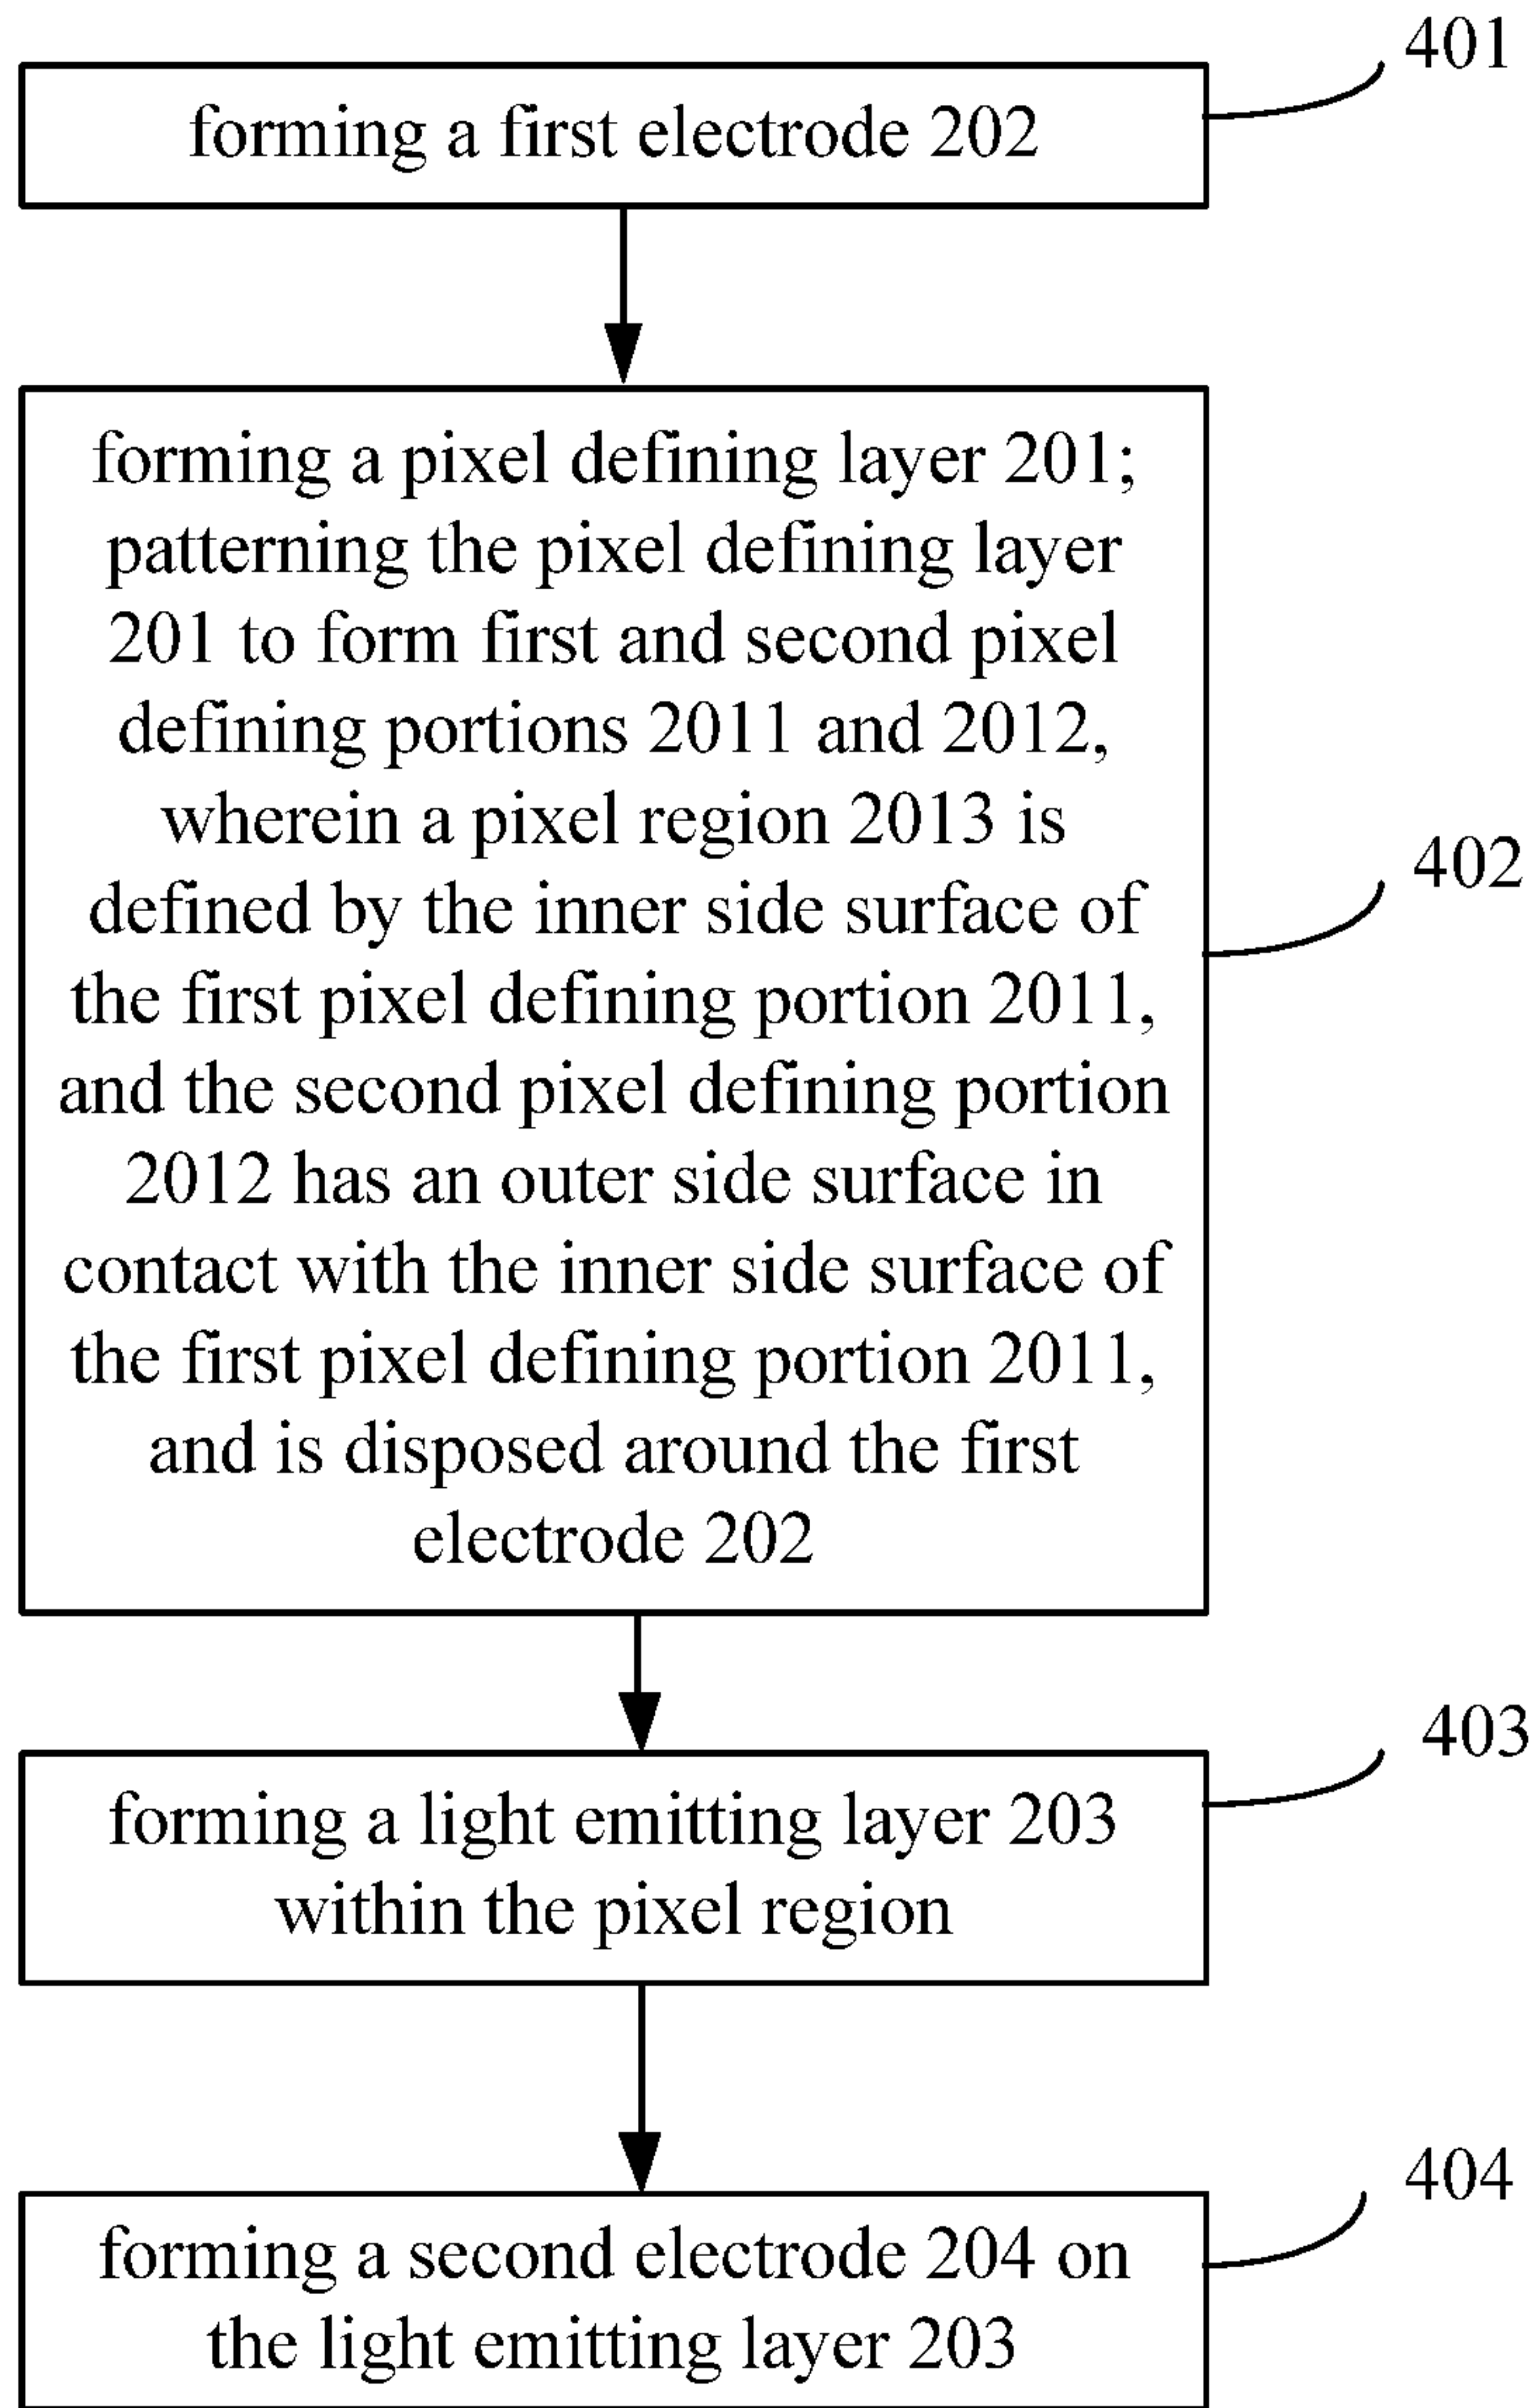 401
forming a first electrode 202
forming a pixel defining layer 201;
patterning the pixel defining layer
201 to form first and second pixel
defining portions 2011 and 2012,
wherein a pixel region 2013 is
defined by the inner side surface of
the first pixel defining portion 2011,
and the second pixel defining portion
2012 has an outer side surface in
contact with the inner side surface of
the first pixel defining portion 2011,
and is disposed around the first
electrode 202
402
403
forming a light emitting layer 203
within the pixel region
404
forming a second electrode 204 on
the light emitting layer 203